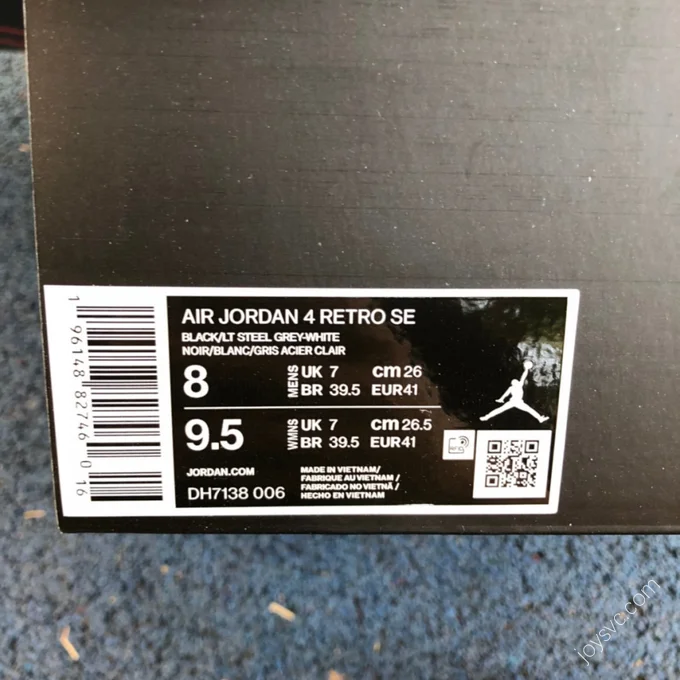 AIR JORDAN 4 RETRO SE
BLACK/LT STEEL GREY-WHITE
NOIR/BLANC/GRIS ACIER CLAIR
8 MENS UK 7 cm 26
BR 39.5 EUR41
9.5 WMNS UK 7 cm 26.5
BR 39.5 EUR41
JORDAN.COM
DH7138 006
MADE IN VIETNAM/
FABRIQUE AU VIETNAM /
FABRICADO NO VIETNÃ /
HECHO EN VIETNAM
1 96148 82746 016
joysvc.com